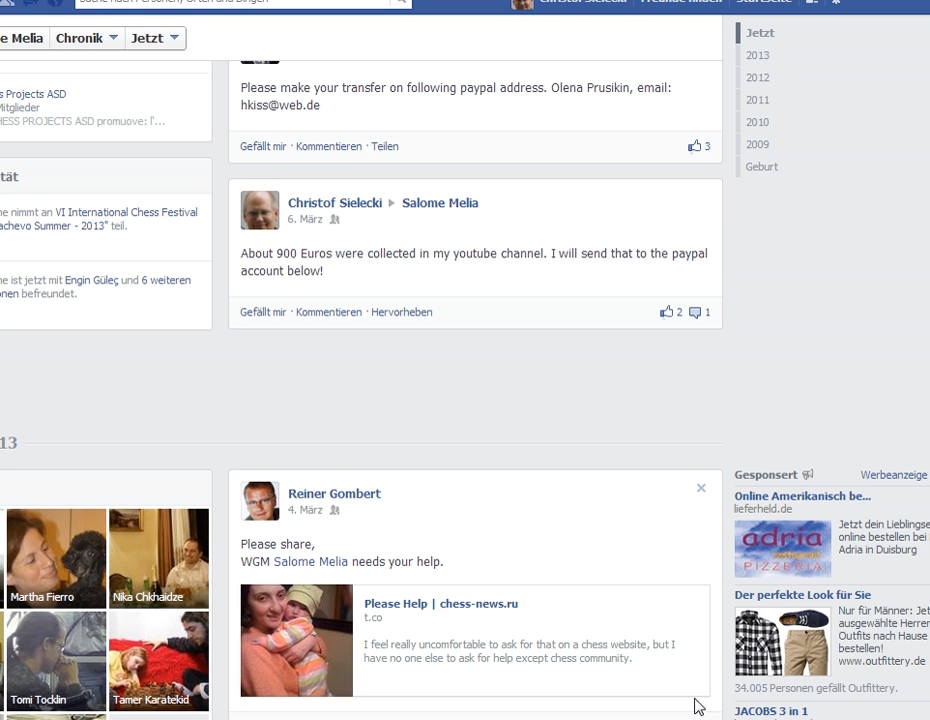 Suche nach Personen, Orten und Dingen
Christof Sielecki Freunde finden Startseite
e Melia Chronik Jetzt
s Projects ASD
Mitglieder
HESS PROJECTS ASD promuove: l'...
tät
ne nimmt an VI International Chess Festival
achevo Summer - 2013" teil.
ne ist jetzt mit Engin Güleç und 6 weiteren
onen befreundet.
Please make your transfer on following paypal address. Olena Prusikin, email:
hkiss@web.de
Gefällt mir · Kommentieren · Teilen 3
Christof Sielecki Salome Melia
6. März
About 900 Euros were collected in my youtube channel. I will send that to the paypal
account below!
Gefällt mir · Kommentieren · Hervorheben 2 1
Jetzt
2013
2012
2011
2010
2009
Geburt
13
Martha Fierro
Nika Chkhaidze
Tomi Tocklin
Tamer Karatekid
Reiner Gombert
4. März
Please share,
WGM Salome Melia needs your help.
Please Help | chess-news.ru
t.co
I feel really uncomfortable to ask for that on a chess website, but I
have no one else to ask for help except chess community.
Gesponsert Werbeanzeige
Online Amerikanisch be...
lieferheld.de
adria
PIZZERIA
Jetzt dein Lieblingse
online bestellen bei
Adria in Duisburg
Der perfekte Look für Sie
Nur für Männer: Jet
ausgewählte Herren
Outfits nach Hause
bestellen!
www.outfittery.de
34.005 Personen gefällt Outfittery.
JACOBS 3 in 1